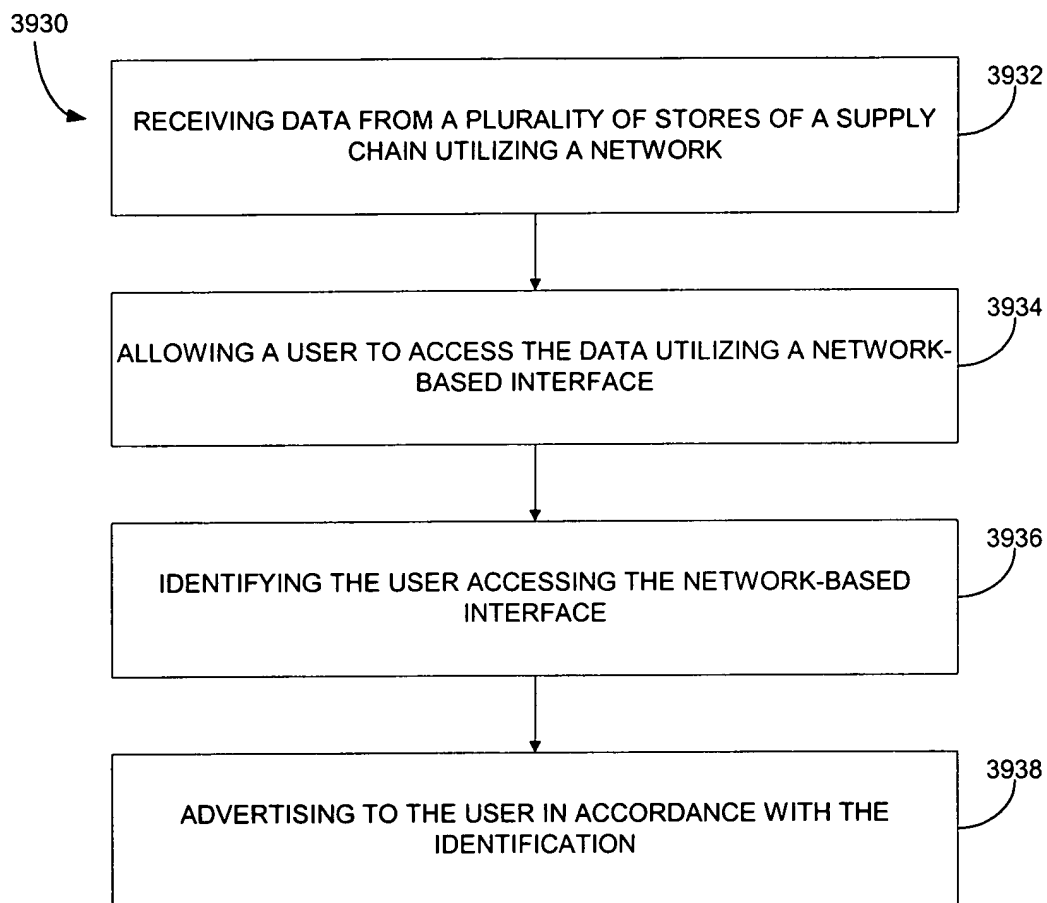 3930
3932
RECEIVING DATA FROM A PLURALITY OF STORES OF A SUPPLY
CHAIN UTILIZING A NETWORK
3934
ALLOWING A USER TO ACCESS THE DATA UTILIZING A NETWORK-
BASED INTERFACE
3936
IDENTIFYING THE USER ACCESSING THE NETWORK-BASED
INTERFACE
3938
ADVERTISING TO THE USER IN ACCORDANCE WITH THE
IDENTIFICATION